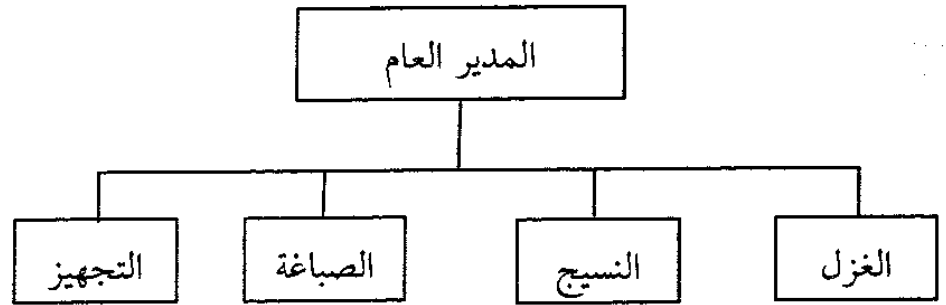 المدير العام
الغزل
النسيج
الصباغة
التجهيز